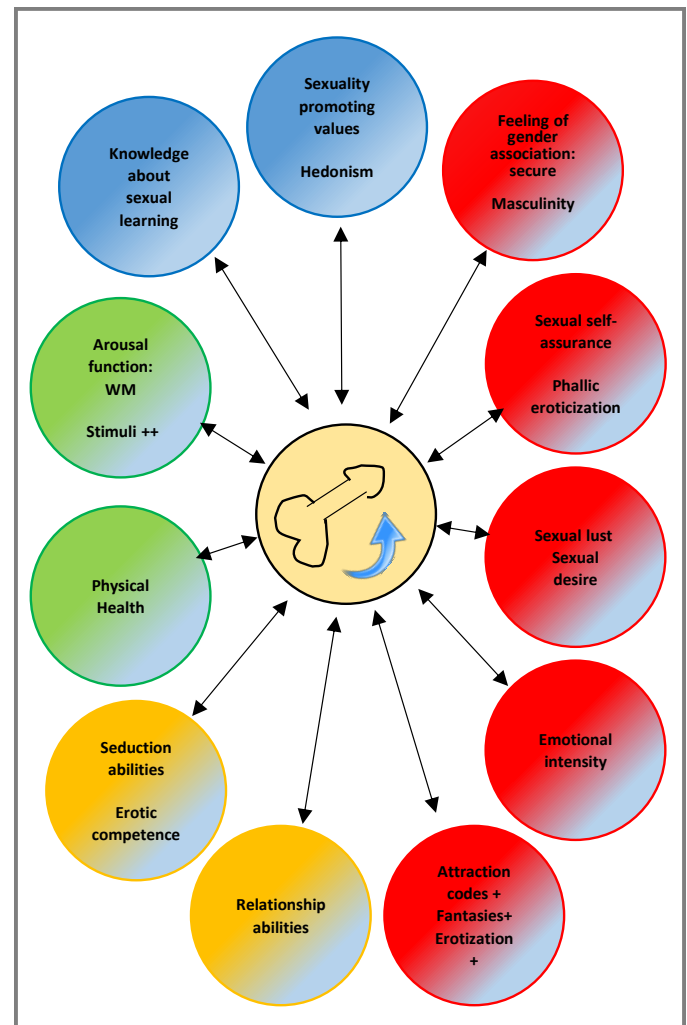 Sexuality
promoting
values
Hedonism
Feeling of
gender
association:
secure
Masculinity
Knowledge
about
sexual
learning
Sexual self-
assurance
Phallic
eroticization
Arousal
function:
WM
Stimuli ++
Sexual lust
Sexual
desire
Physical
Health
Emotional
intensity
Seduction
abilities
Erotic
competence
Attraction
codes +
Fantasies+
Erotization
+
Relationship
abilities